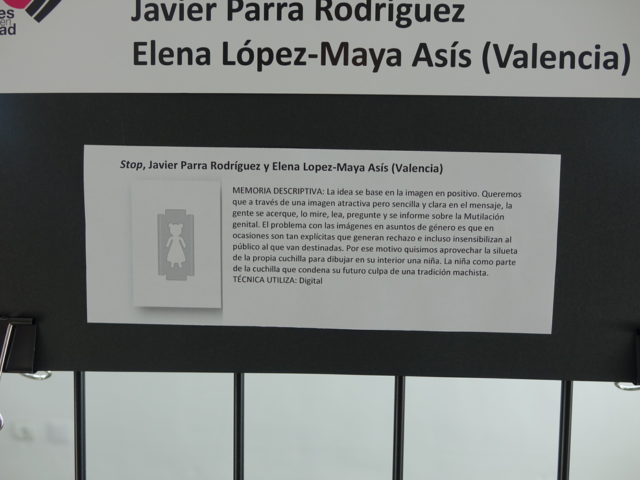 es
en
dad
Javier Parra Rodríguez
Elena López-Maya Asís (Valencia)
Stop, Javier Parra Rodríguez y Elena Lopez-Maya Asís (Valencia)
MEMORIA DESCRIPTIVA: La idea se basa en la imagen en positivo. Queremos
que a través de una imagen atractiva pero sencilla y clara en el mensaje, la
gente se acerque, lo mire, lea, pregunte y se informe sobre la Mutilación
genital. El problema con las imágenes en asuntos de género es que en
ocasiones son tan explícitas que generan rechazo e incluso insensibilizan al
público al que van destinadas. Por ese motivo quisimos aprovechar la silueta
de la propia cuchilla para dibujar en su interior una niña. La niña como parte
de la cuchilla que condena su futuro culpa de una tradición machista.
TÉCNICA UTILIZA: Digital